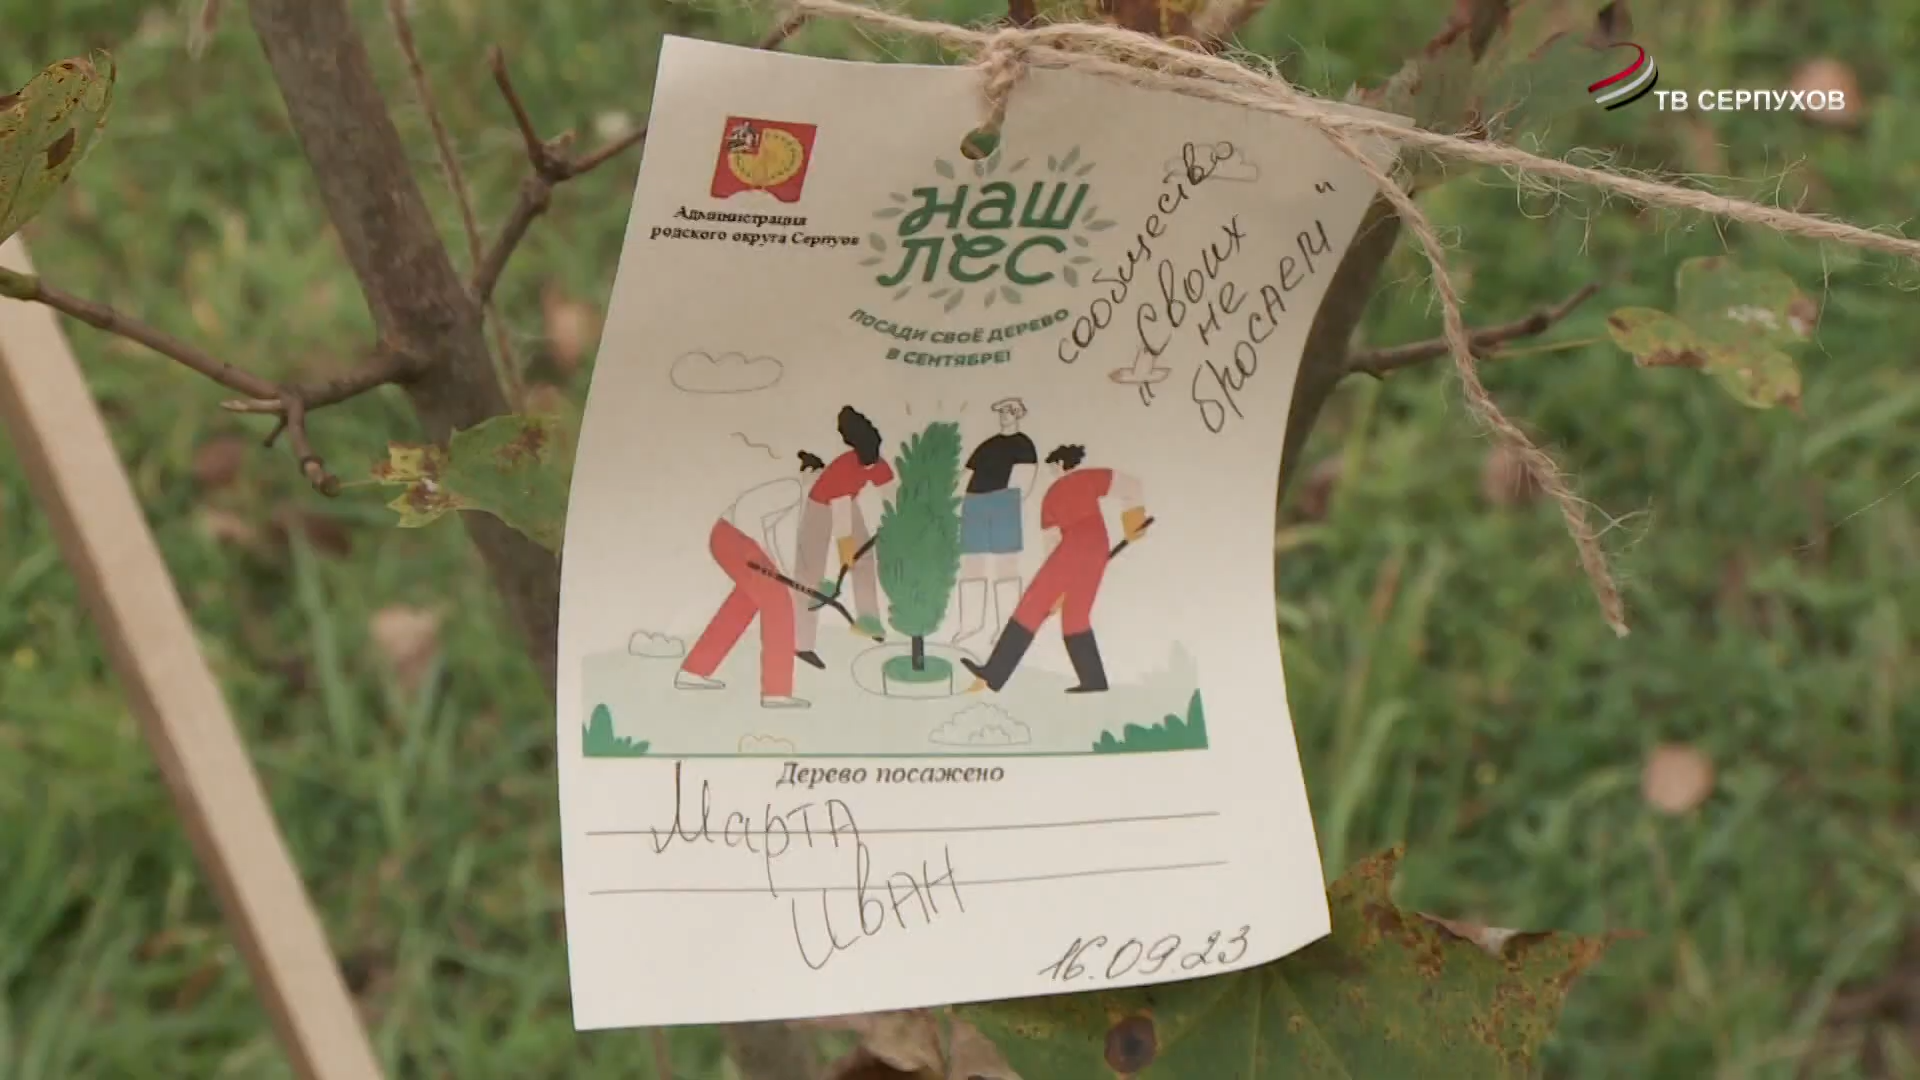 ТВ СЕРПУХОВ
Администрация
родского округа Серпухов
наш
лес
ПОСАДИ СВОЁ ДЕРЕВО
В СЕНТЯБРЕ!
сообщество
"Своих
не
бросаем"
Дерево посажено
Марта
Иван
16.09.23